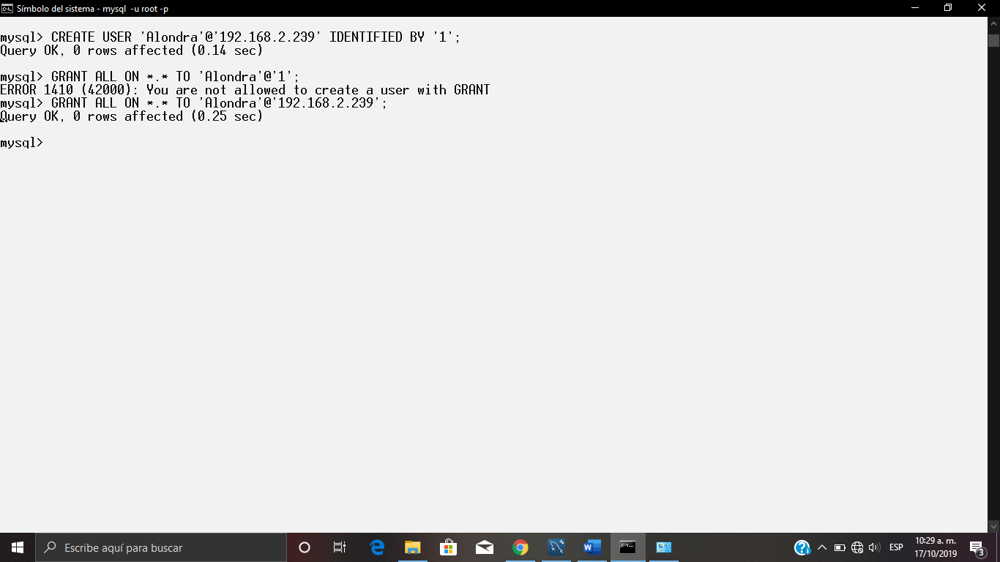 Símbolo del sistema - mysql -u root -p
mysql> CREATE USER 'Alondra'@'192.168.2.239' IDENTIFIED BY '1';
Query OK, 0 rows affected (0.14 sec)
mysql> GRANT ALL ON *.* TO 'Alondra'@'1';
ERROR 1410 (42000): You are not allowed to create a user with GRANT
mysql> GRANT ALL ON *.* TO 'Alondra'@'192.168.2.239';
Query OK, 0 rows affected (0.25 sec)
mysql>
Escribe aquí para buscar
ESP
10:29 a. m.
17/10/2019
3